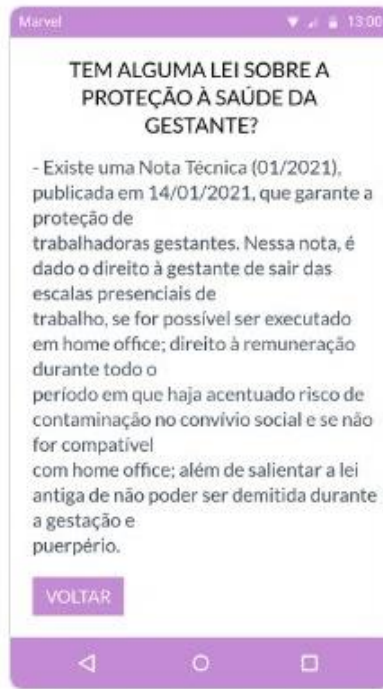 Marvel 13:00
TEM ALGUMA LEI SOBRE A
PROTEÇÃO À SAÚDE DA
GESTANTE?
- Existe uma Nota Técnica (01/2021),
publicada em 14/01/2021, que garante a
proteção de
trabalhadoras gestantes. Nessa nota, é
dado o direito à gestante de sair das
escalas presenciais de
trabalho, se for possível ser executado
em home office; direito à remuneração
durante todo o
período em que haja acentuado risco de
contaminação no convívio social e se não
for compatível
com home office; além de salientar a lei
antiga de não poder ser demitida durante
a gestação e
puerpério.
VOLTAR